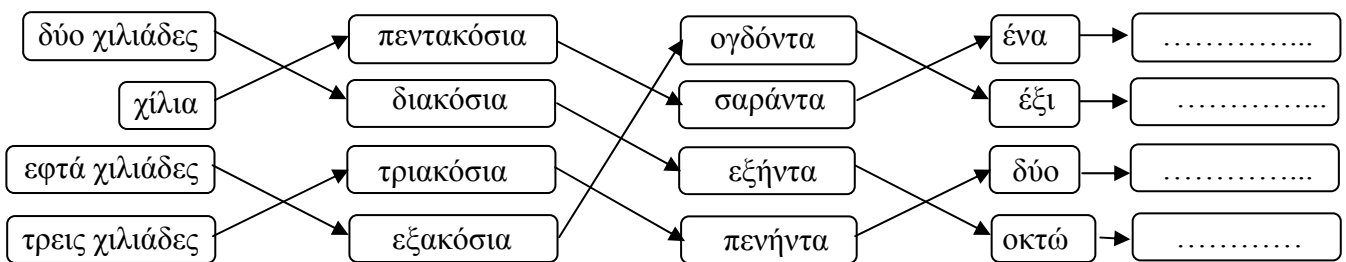 δύο χιλιάδες πεντακόσια ογδόντα ένα …………...
χίλια διακόσια σαράντα έξι …………...
εφτά χιλιάδες τριακόσια εξήντα δύο …………...
τρεις χιλιάδες εξακόσια πενήντα οκτώ …………